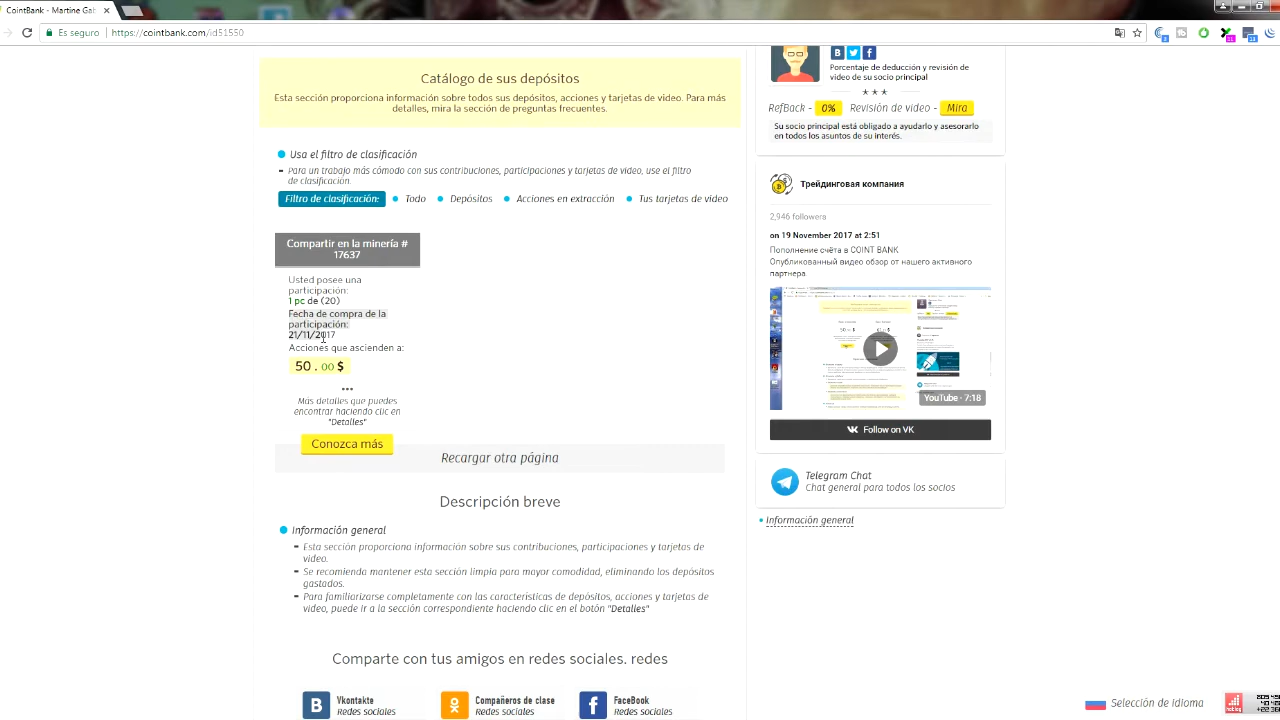 CointBank - Martine Gal
Es seguro
https://cointbank.com/id51550
Catálogo de sus depósitos
Esta sección proporciona información sobre todos sus depósitos, acciones y tarjetas de video. Para más
detalles, mira la sección de preguntas frecuentes.
Usa el filtro de clasificación
Para un trabajo más cómodo con sus contribuciones, participaciones y tarjetas de video, use el filtro
de clasificación.
Filtro de clasificación:
Todo
Depósitos
Acciones en extracción
Tus tarjetas de video
Compartir en la minería #
17637
Usted posee una
participación:
1 pc de (20)
Fecha de compra de la
participación:
21/11/2017
Acciones que ascienden a:
50 . 00 $
Más detalles que puedes
encontrar haciendo clic en
"Detalles"
Conozca más
Recargar otra página
Descripción breve
Información general
Esta sección proporciona información sobre sus contribuciones, participaciones y tarjetas de
video.
Se recomienda mantener esta sección limpia para mayor comodidad, eliminando los depósitos
gastados.
Para familiarizarse completamente con las características de depósitos, acciones y tarjetas de
video, puede ir a la sección correspondiente haciendo clic en el botón "Detalles"
Comparte con tus amigos en redes sociales. redes
Vkontakte
Redes sociales
Compañeros de clase
Redes sociales
FaceBook
Redes sociales
Porcentaje de deducción y revisión de
video de su socio principal
* * *
RefBack - 0% Revisión de video - Mira
Su socio principal está obligado a ayudarlo y asesorarlo
en todos los asuntos de su interés.
Трейдинговая компания
2,946 followers
on 19 November 2017 at 2:51
Пополнение счёта в COINT BANK
Опубликованный видео обзор от нашего активного
партнера.
YouTube · 7:18
Follow on VK
Telegram Chat
Chat general para todos los socios
Información general
Selección de idioma